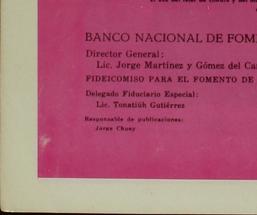 BANCO NACIONAL DE FOM
Director General:
Lic. Jorge Martínez y Gómez del Ca
FIDEICOMISO PARA EL FOMENTO DE
Delegado Fiduciario Especial:
Lic. Tonatiúh Gutiérrez
Responsable de publicaciones:
Jorge Chuey